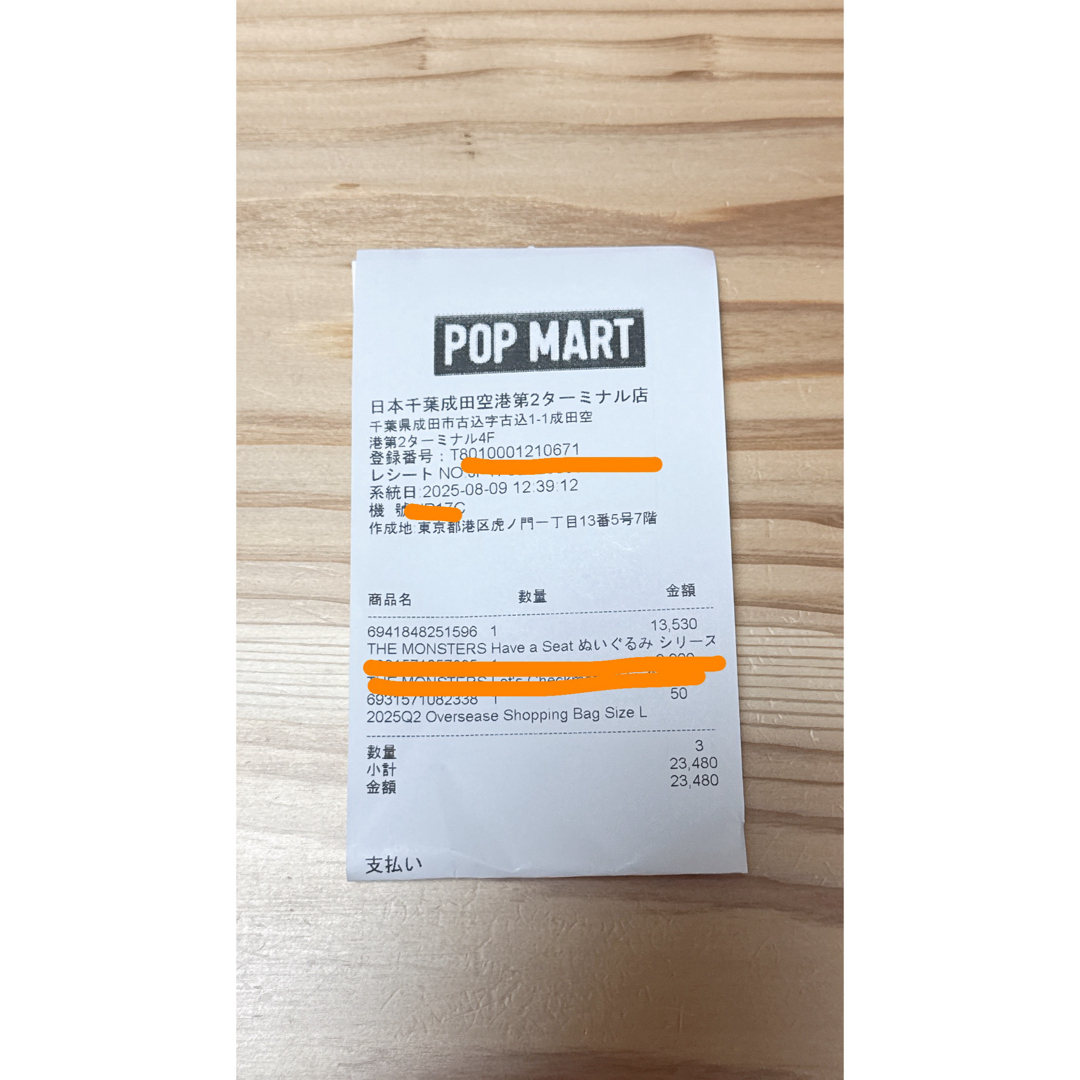 POP MART
日本千葉成田空港第2ターミナル店
千葉県成田市古込字古込1-1成田空
港第2ターミナル4F
登録番号：T8010001210671
レシート NO
系統日:2025-08-09 12:39:12
機 號
作成地:東京都港区虎ノ門一丁目13番5号7階
商品名 数量 金額
6941848251596 1 13,530
THE MONSTERS Have a Seat ぬいぐるみ シリーズ
THE MONSTERS Let's
6931571082338 1 50
2025Q2 Oversease Shopping Bag Size L
数量 3
小計 23,480
金額 23,480
支払い